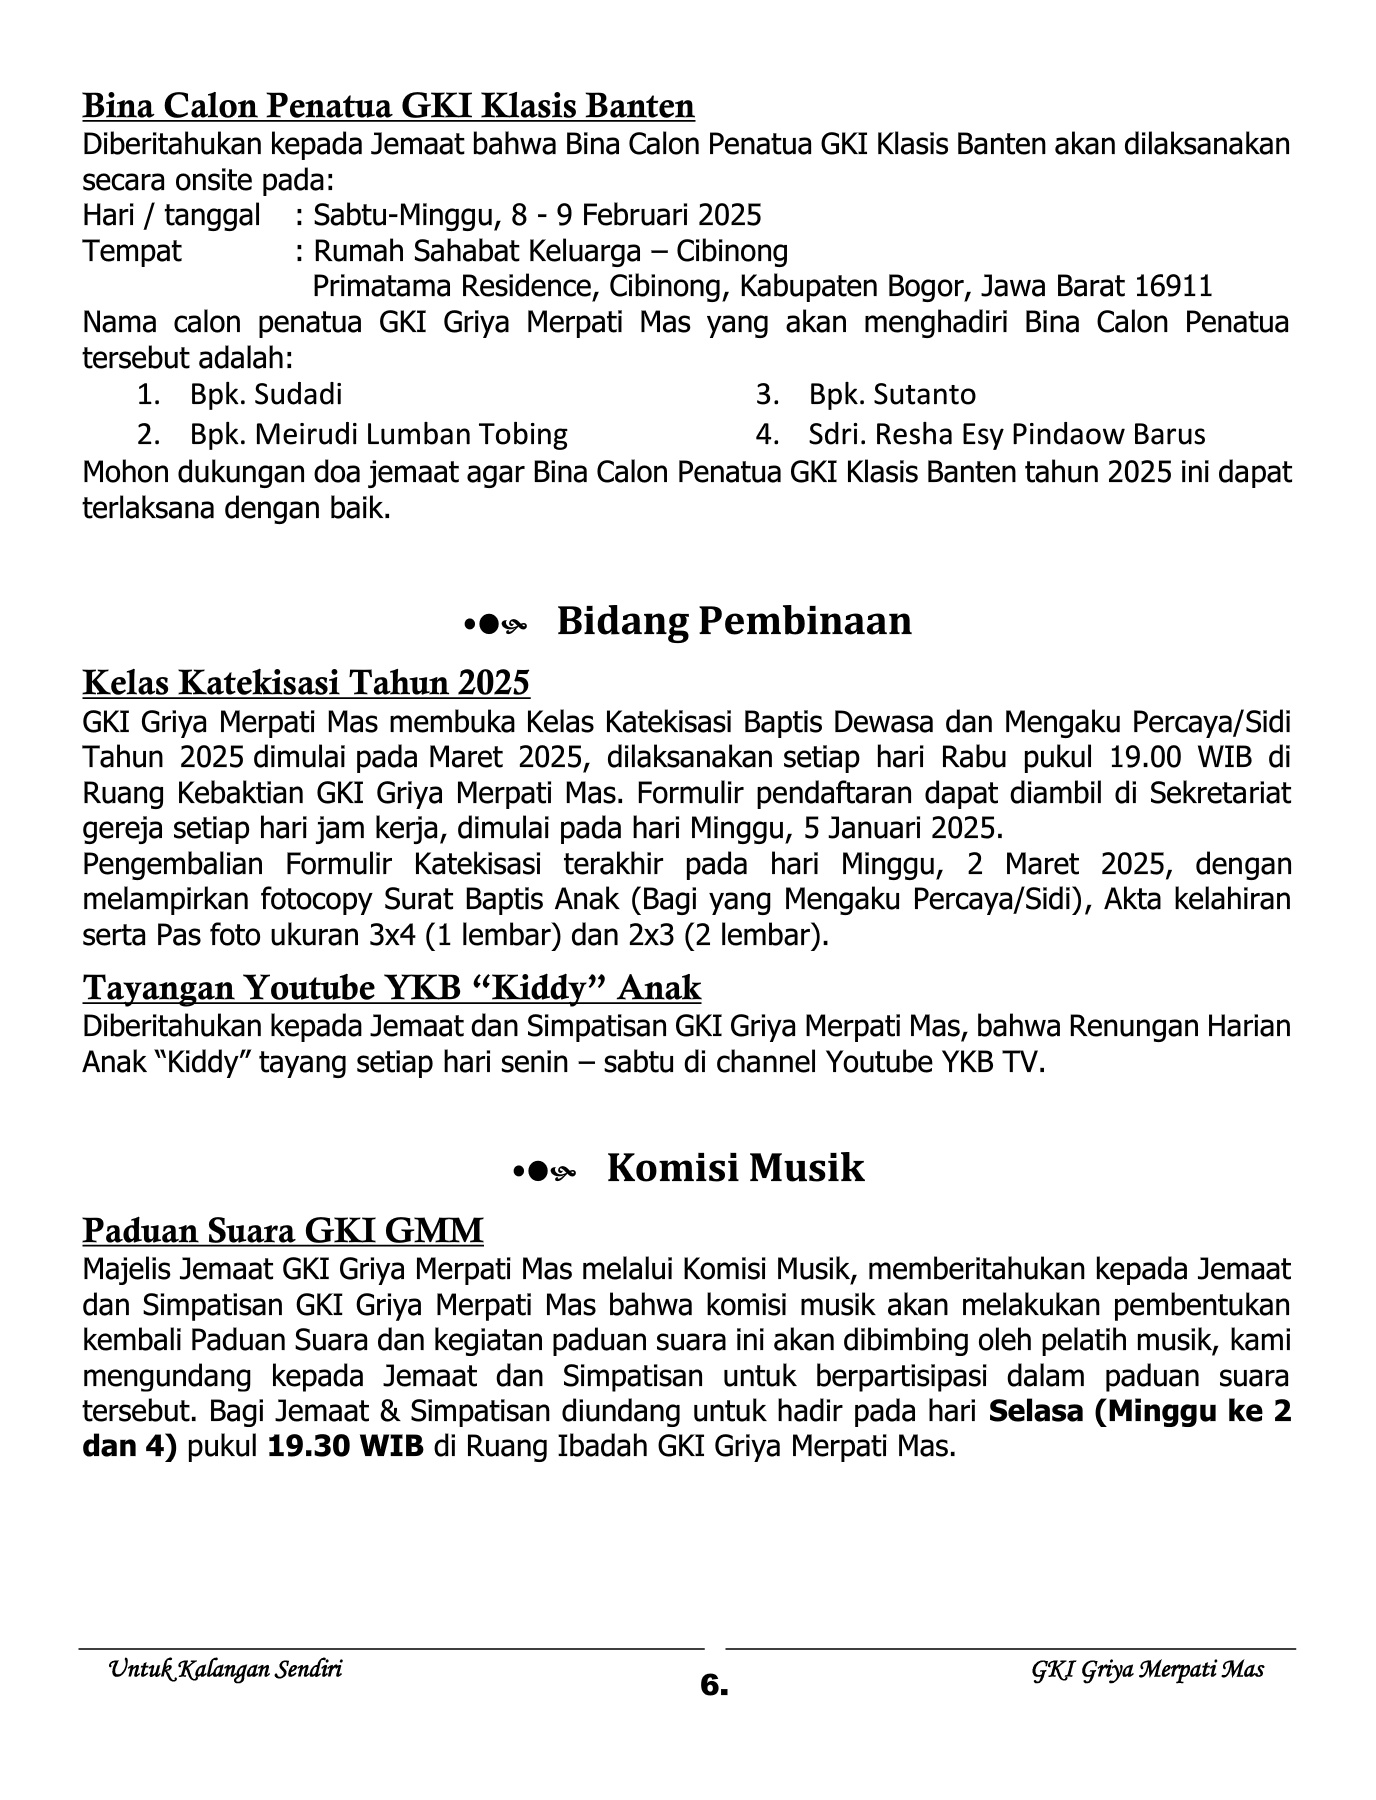 Bina Calon Penatua GKI Klasis Banten
Diberitahukan kepada Jemaat bahwa Bina Calon Penatua GKI Klasis Banten akan dilaksanakan
secara onsite pada:
Hari / tanggal : Sabtu-Minggu, 8 - 9 Februari 2025
Tempat : Rumah Sahabat Keluarga – Cibinong
Primatama Residence, Cibinong, Kabupaten Bogor, Jawa Barat 16911
Nama calon penatua GKI Griya Merpati Mas yang akan menghadiri Bina Calon Penatua
tersebut adalah:
1. Bpk. Sudadi
2. Bpk. Meirudi Lumban Tobing
3. Bpk. Sutanto
4. Sdri. Resha Esy Pindaow Barus
Mohon dukungan doa jemaat agar Bina Calon Penatua GKI Klasis Banten tahun 2025 ini dapat
terlaksana dengan baik.
Bidang Pembinaan
Kelas Katekisasi Tahun 2025
GKI Griya Merpati Mas membuka Kelas Katekisasi Baptis Dewasa dan Mengaku Percaya/Sidi
Tahun 2025 dimulai pada Maret 2025, dilaksanakan setiap hari Rabu pukul 19.00 WIB di
Ruang Kebaktian GKI Griya Merpati Mas. Formulir pendaftaran dapat diambil di Sekretariat
gereja setiap hari jam kerja, dimulai pada hari Minggu, 5 Januari 2025.
Pengembalian Formulir Katekisasi terakhir pada hari Minggu, 2 Maret 2025, dengan
melampirkan fotocopy Surat Baptis Anak (Bagi yang Mengaku Percaya/Sidi), Akta kelahiran
serta Pas foto ukuran 3x4 (1 lembar) dan 2x3 (2 lembar).
Tayangan Youtube YKB “Kiddy” Anak
Diberitahukan kepada Jemaat dan Simpatisan GKI Griya Merpati Mas, bahwa Renungan Harian
Anak “Kiddy” tayang setiap hari senin – sabtu di channel Youtube YKB TV.
Komisi Musik
Paduan Suara GKI GMM
Majelis Jemaat GKI Griya Merpati Mas melalui Komisi Musik, memberitahukan kepada Jemaat
dan Simpatisan GKI Griya Merpati Mas bahwa komisi musik akan melakukan pembentukan
kembali Paduan Suara dan kegiatan paduan suara ini akan dibimbing oleh pelatih musik, kami
mengundang kepada Jemaat dan Simpatisan untuk berpartisipasi dalam paduan suara
tersebut. Bagi Jemaat & Simpatisan diundang untuk hadir pada hari Selasa (Minggu ke 2
dan 4) pukul 19.30 WIB di Ruang Ibadah GKI Griya Merpati Mas.
Untuk Kalangan Sendiri
6.
GKI Griya Merpati Mas